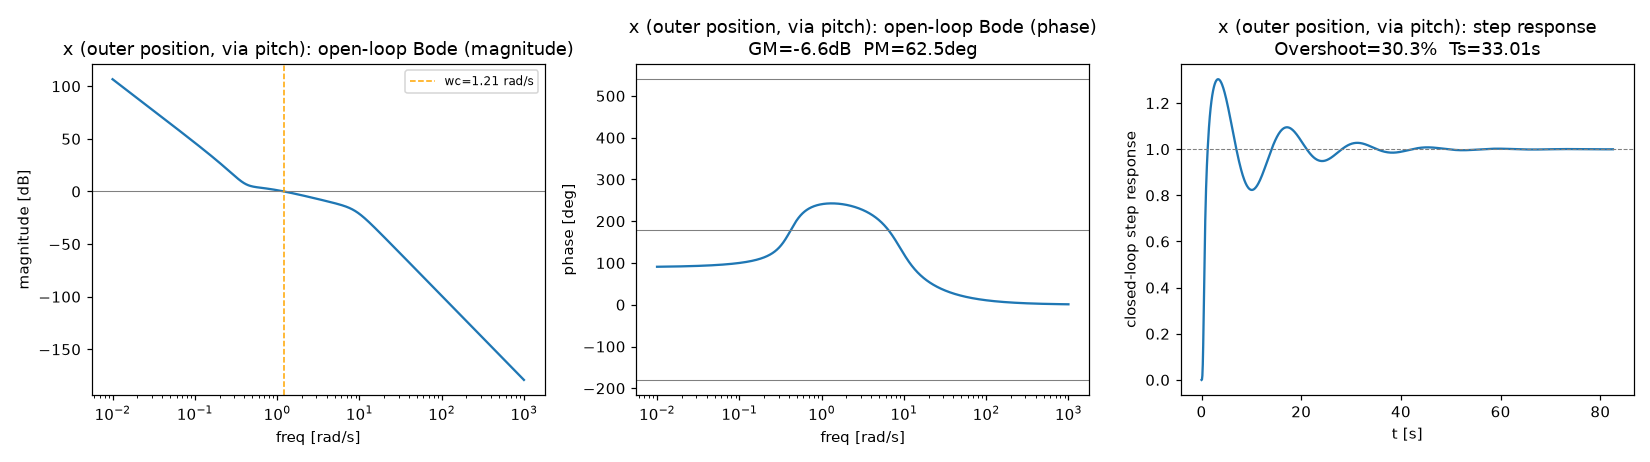 x (outer position, via pitch): open-loop Bode (magnitude)
magnitude [dB]
100
50
0
−50
−100
−150
wc=1.21 rad/s
10⁻² 10⁻¹ 10⁰ 10¹ 10² 10³
freq [rad/s]
x (outer position, via pitch): open-loop Bode (phase)
GM=-6.6dB PM=62.5deg
phase [deg]
500
400
300
200
100
0
−100
−200
10⁻² 10⁻¹ 10⁰ 10¹ 10² 10³
freq [rad/s]
x (outer position, via pitch): step response
Overshoot=30.3% Ts=33.01s
closed-loop step response
1.2
1.0
0.8
0.6
0.4
0.2
0.0
0 20 40 60 80
t [s]